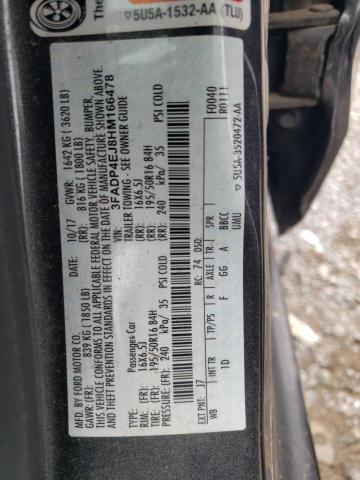 The
5U5A-1532-AA (TLU)
MFD. BY FORD MOTOR CO. 10/17 GVWR: 1642 KG ( 3620 LB)
GAWR: (FR): 839 KG (1850 LB) (RR): 816 KG (1800 LB)
THIS VEHICLE CONFORMS TO ALL APPLICABLE FEDERAL MOTOR VEHICLE SAFETY, BUMPER,
AND THEFT PREVENTION STANDARDS IN EFFECT ON DATE OF MANUFACTURE SHOWN ABOVE.
3FADP4EJ8HM166478
TYPE: Passenger-Car TRAILER TOWING - SEE OWNER GUIDE
RIM: (FR): 16X6.5J (RR): 16X6.5J
TIRE: (FR): 195/50R16 84H (RR): 195/50R16 84H
PRESSURE: (FR): 240 kPa/ 35 PSI COLD (RR): 240 kPa/ 35 PSI COLD
F0040
R0111
EXT PNT: J7 RC: 74 DSO:
WB INT TR TP/PS R AXLE TR SPR
1D F GG A BBCC
UMU
5U5A-3520472-AA